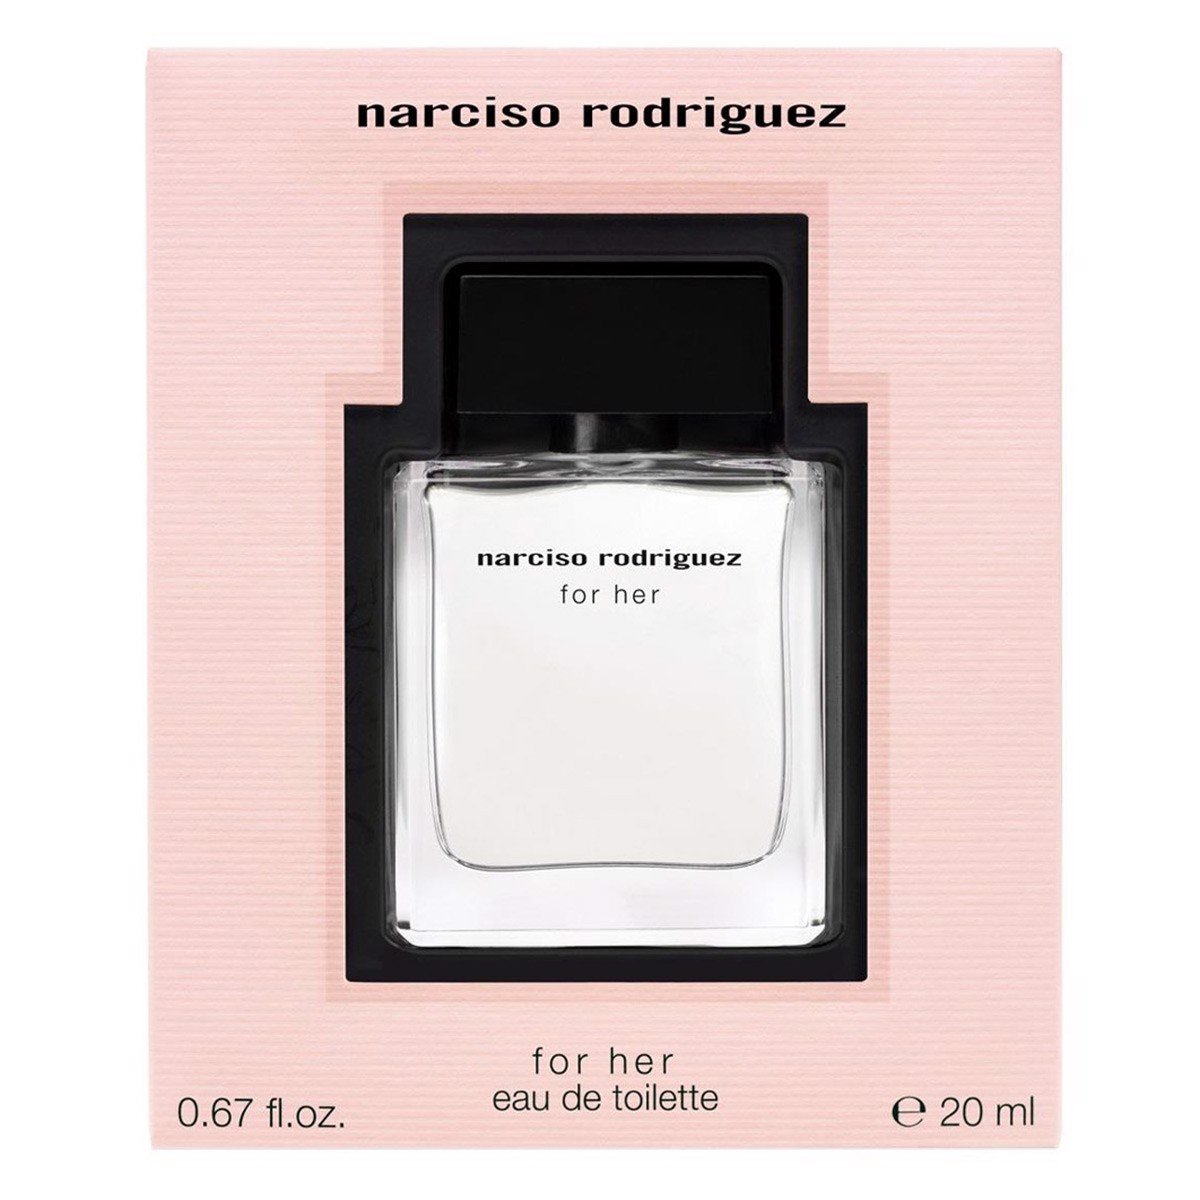 narciso rodriguez
narciso rodriguez
for her
for her
eau de toilette
0.67 fl.oz.
℮ 20 ml